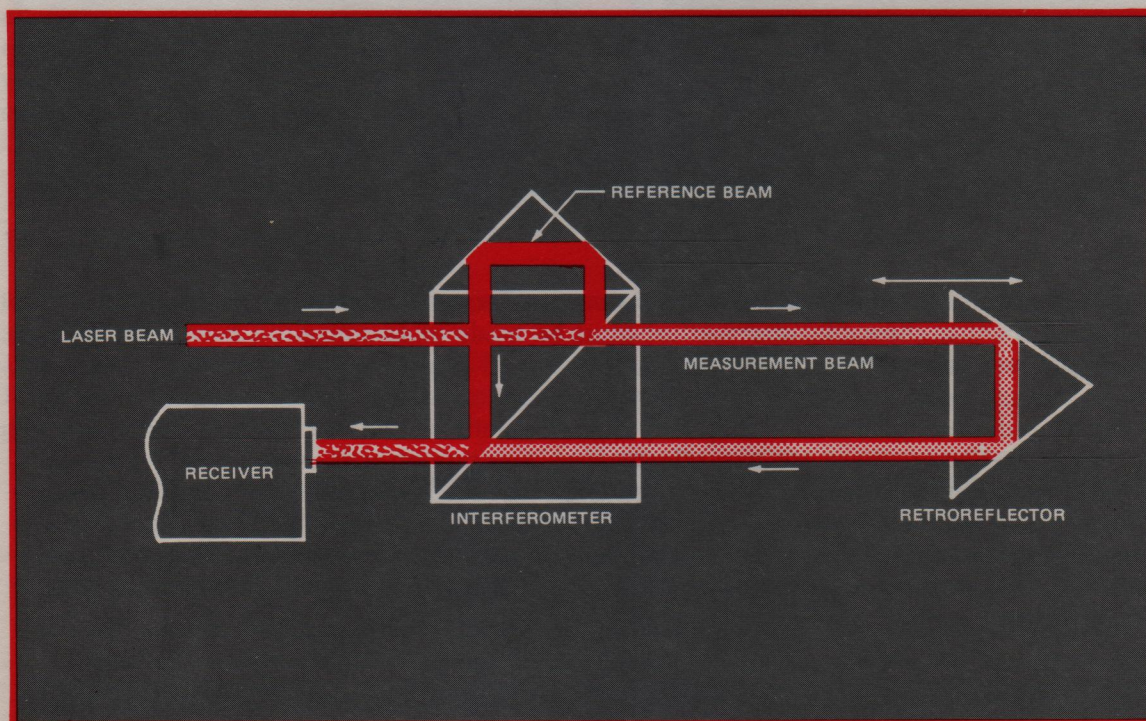 REFERENCE BEAM
LASER BEAM
MEASUREMENT BEAM
RECEIVER
INTERFEROMETER
RETROREFLECTOR